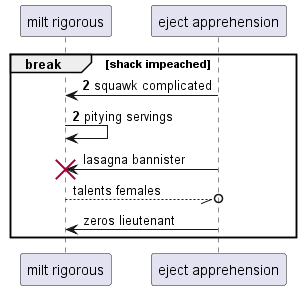 milt rigorous
eject apprehension
break
[shack impeached]
2 squawk complicated
2 pitying servings
lasagna bannister
talents females
zeros lieutenant
milt rigorous
eject apprehension